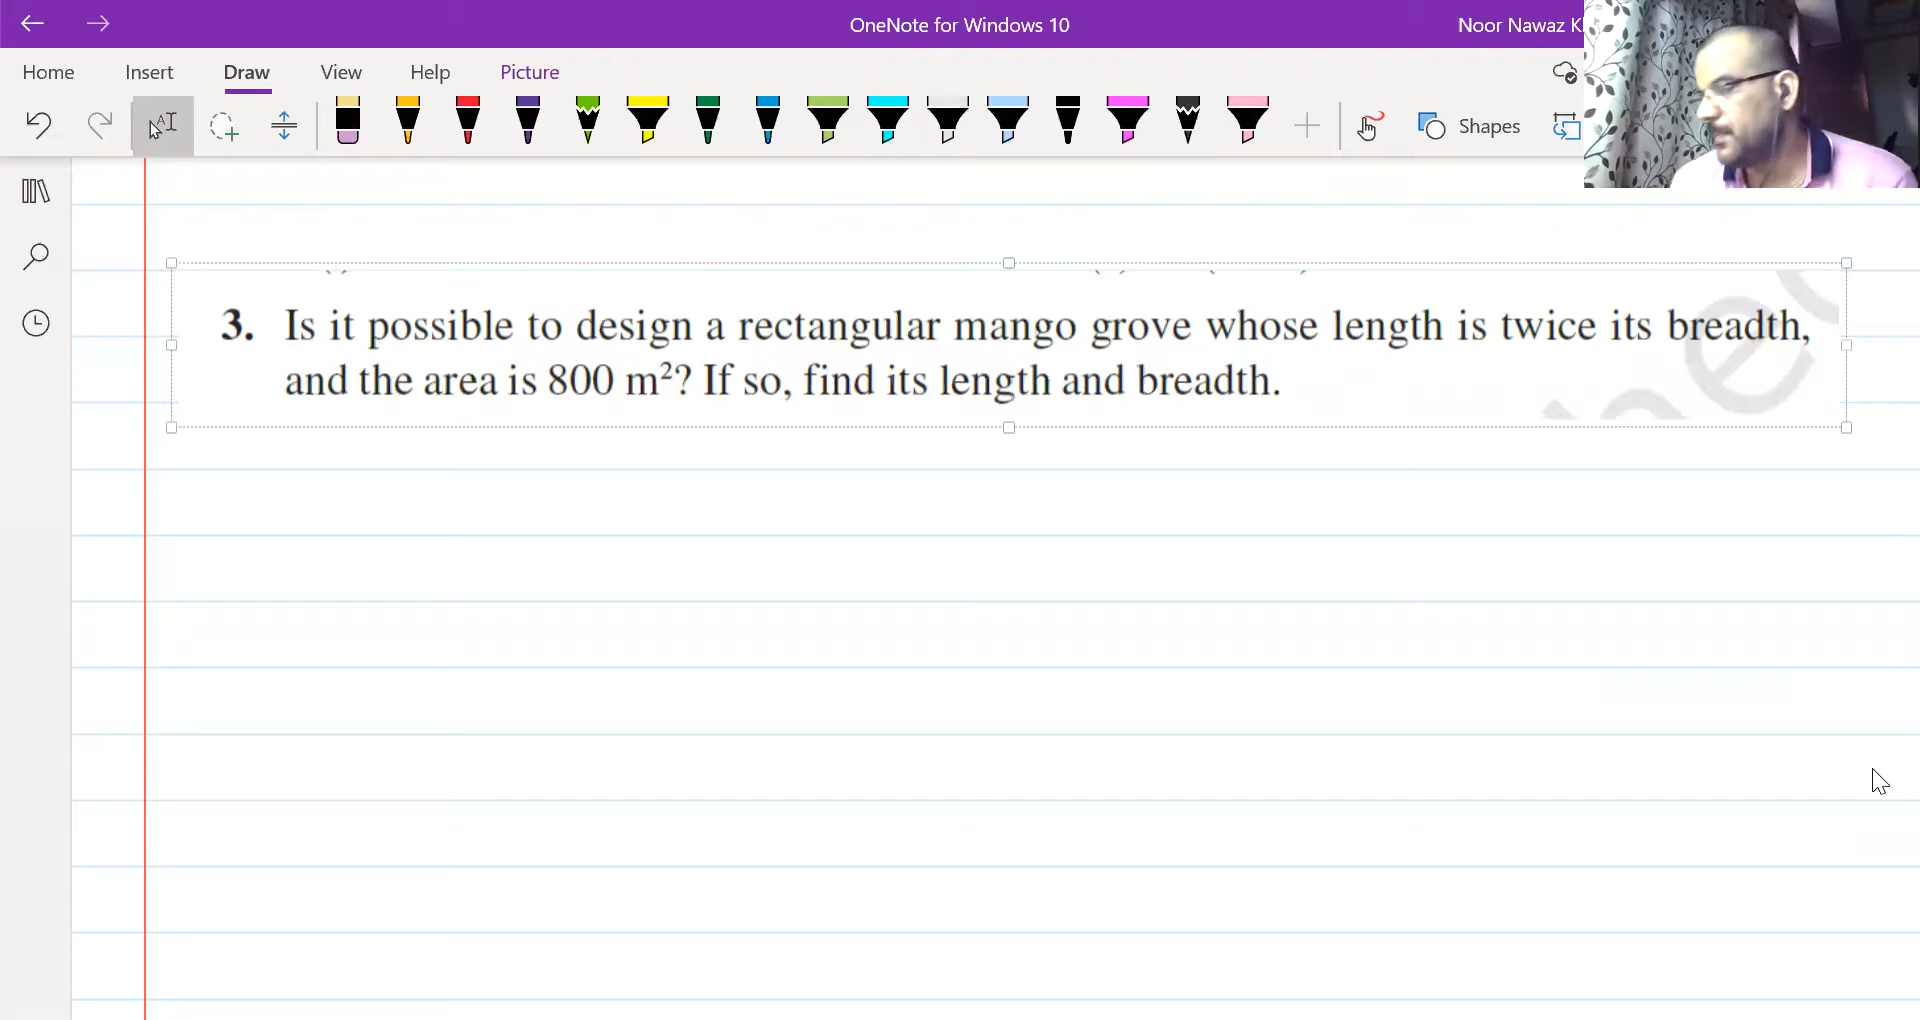 OneNote for Windows 10
Noor Nawaz K
Home Insert Draw View Help Picture
Shapes
3. Is it possible to design a rectangular mango grove whose length is twice its breadth,
and the area is 800 m²? If so, find its length and breadth.